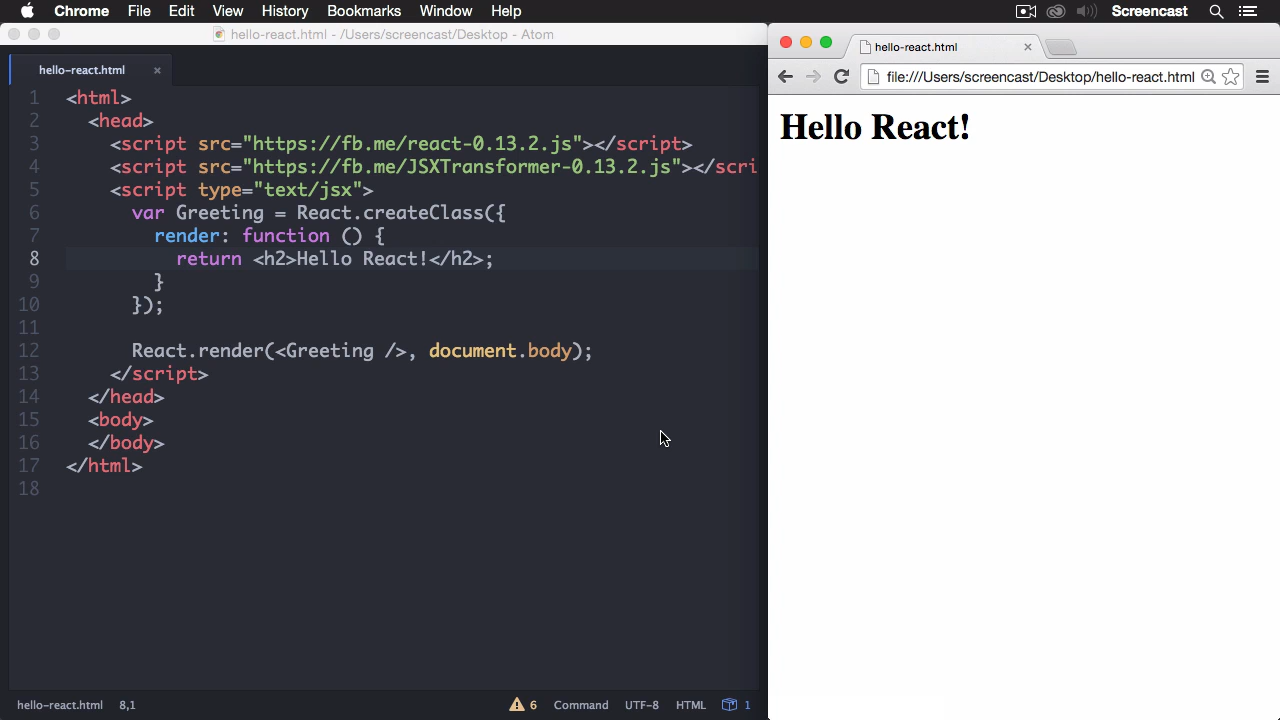 Chrome File Edit View History Bookmarks Window Help Screencast
hello-react.html - /Users/screencast/Desktop - Atom
hello-react.html
1 <html>
2 <head>
3 <script src="https://fb.me/react-0.13.2.js"></script>
4 <script src="https://fb.me/JSXTransformer-0.13.2.js"></scri
5 <script type="text/jsx">
6 var Greeting = React.createClass({
7 render: function () {
8 return <h2>Hello React!</h2>;
9 }
10 });
11
12 React.render(<Greeting />, document.body);
13 </script>
14 </head>
15 <body>
16 </body>
17 </html>
18
hello-react.html 8,1 6 Command UTF-8 HTML 1
hello-react.html
file:///Users/screencast/Desktop/hello-react.html
Hello React!